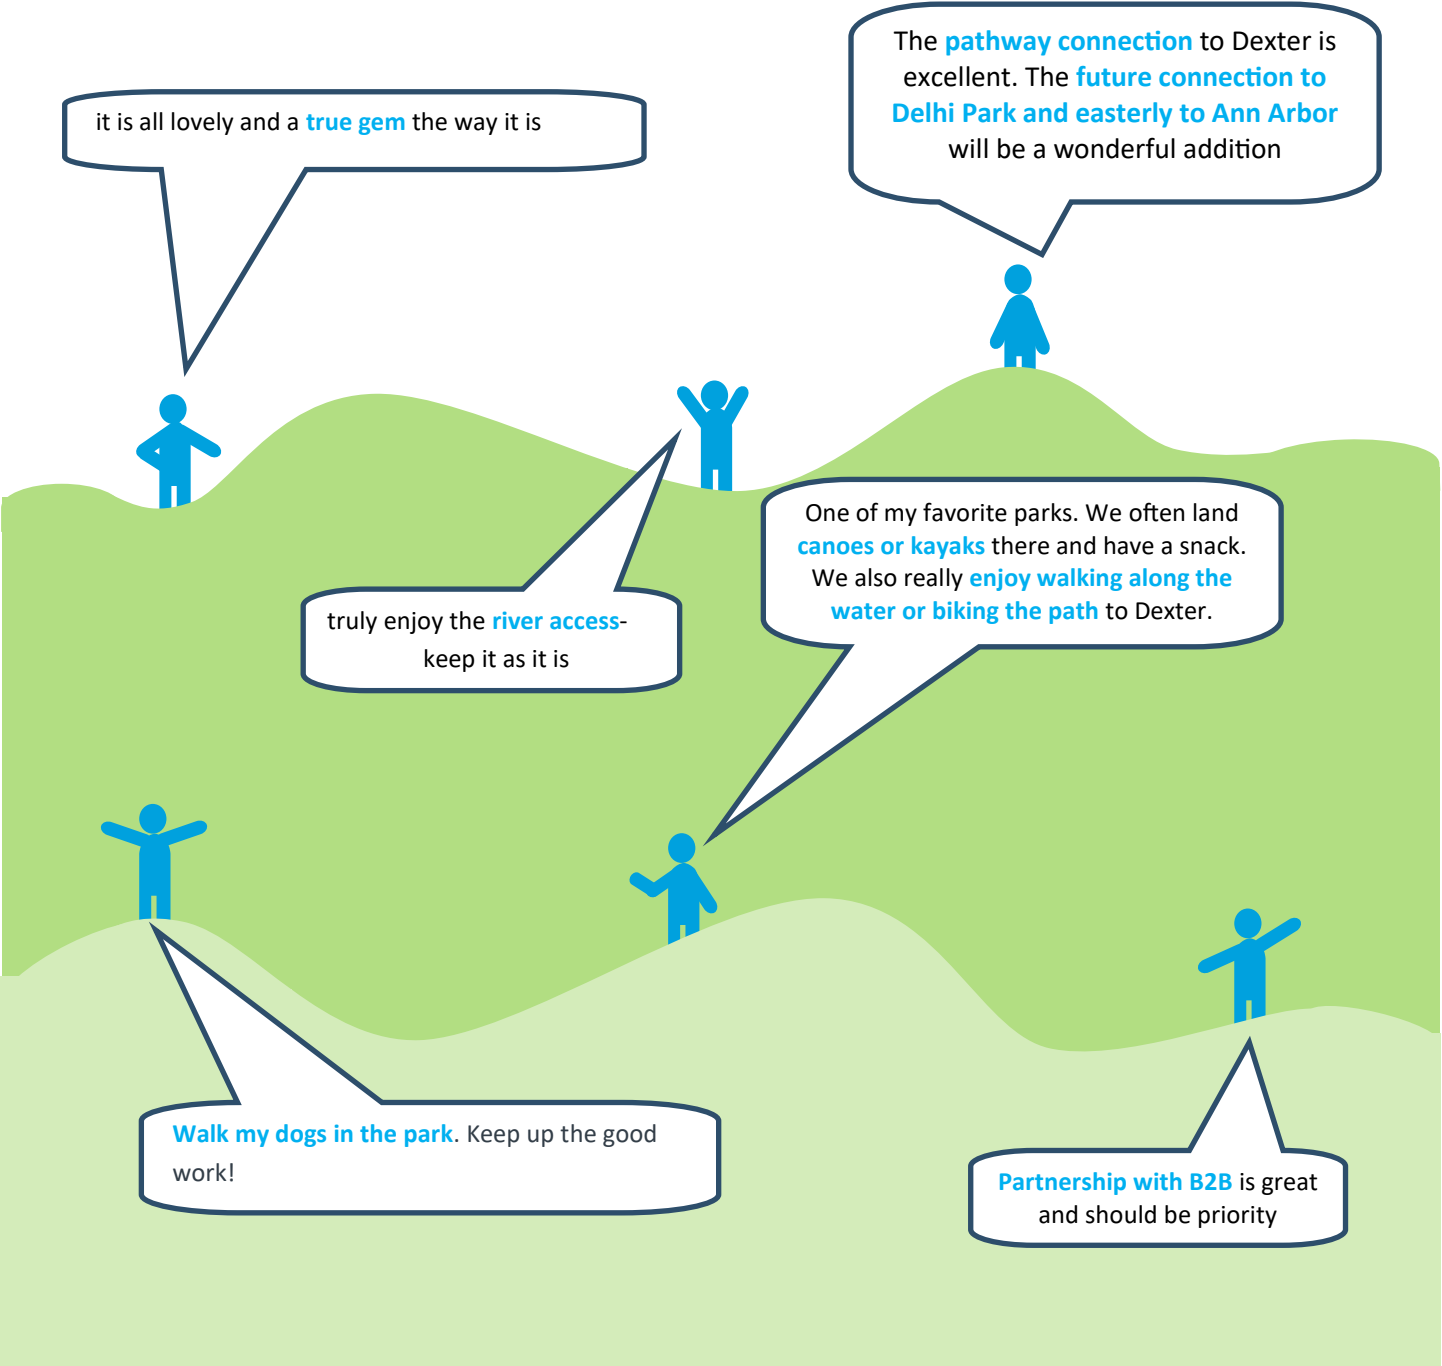 The pathway connection to Dexter is
excellent. The future connection to
Delhi Park and easterly to Ann Arbor
will be a wonderful addition
it is all lovely and a true gem the way it is
One of my favorite parks. We often land
canoes or kayaks there and have a snack.
We also really enjoy walking along the
water or biking the path to Dexter.
truly enjoy the river access-
keep it as it is
Walk my dogs in the park. Keep up the good
work!
Partnership with B2B is great
and should be priority